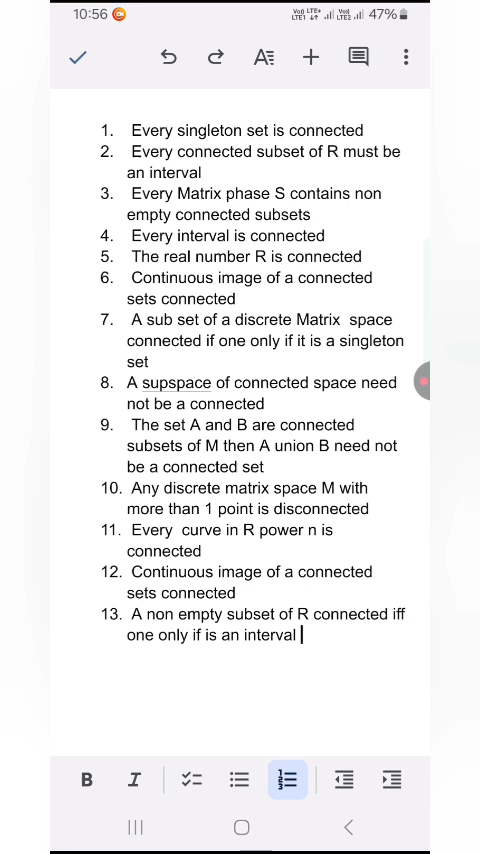 10:56
Vo)) LTE+
LTE1
Vo))
LTE2
47%
1. Every singleton set is connected
2. Every connected subset of R must be
an interval
3. Every Matrix phase S contains non
empty connected subsets
4. Every interval is connected
5. The real number R is connected
6. Continuous image of a connected
sets connected
7. A sub set of a discrete Matrix space
connected if one only if it is a singleton
set
8. A supspace of connected space need
not be a connected
9. The set A and B are connected
subsets of M then A union B need not
be a connected set
10. Any discrete matrix space M with
more than 1 point is disconnected
11. Every curve in R power n is
connected
12. Continuous image of a connected
sets connected
13. A non empty subset of R connected iff
one only if is an interval
B I